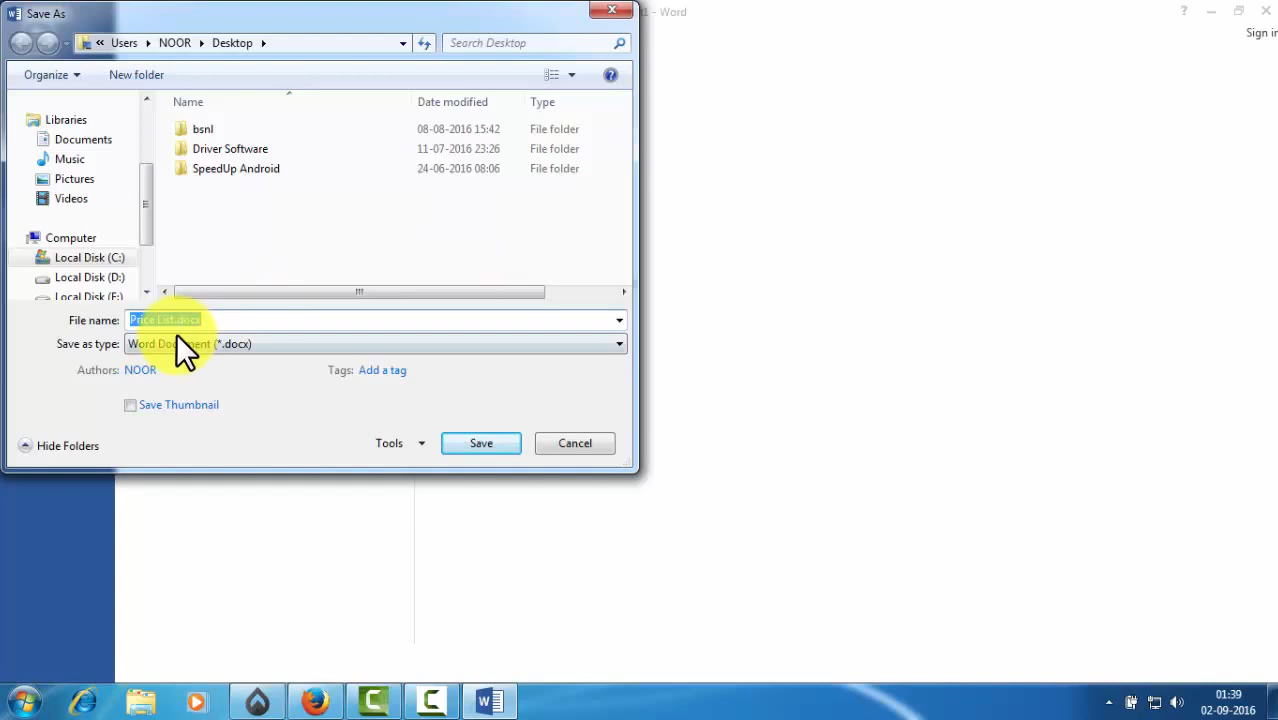 Save As
1 - Word
Sign in
« Users NOOR Desktop
Search Desktop
Organize New folder
Name Date modified Type
Libraries
Documents
Music
Pictures
Videos
Computer
Local Disk (C:)
Local Disk (D:)
Local Disk (E:)
bsnl 08-08-2016 15:42 File folder
Driver Software 11-07-2016 23:26 File folder
SpeedUp Android 24-06-2016 08:06 File folder
File name: Price List.docx
Save as type: Word Document (*.docx)
Authors: NOOR Tags: Add a tag
Save Thumbnail
Hide Folders Tools Save Cancel
01:39
02-09-2016